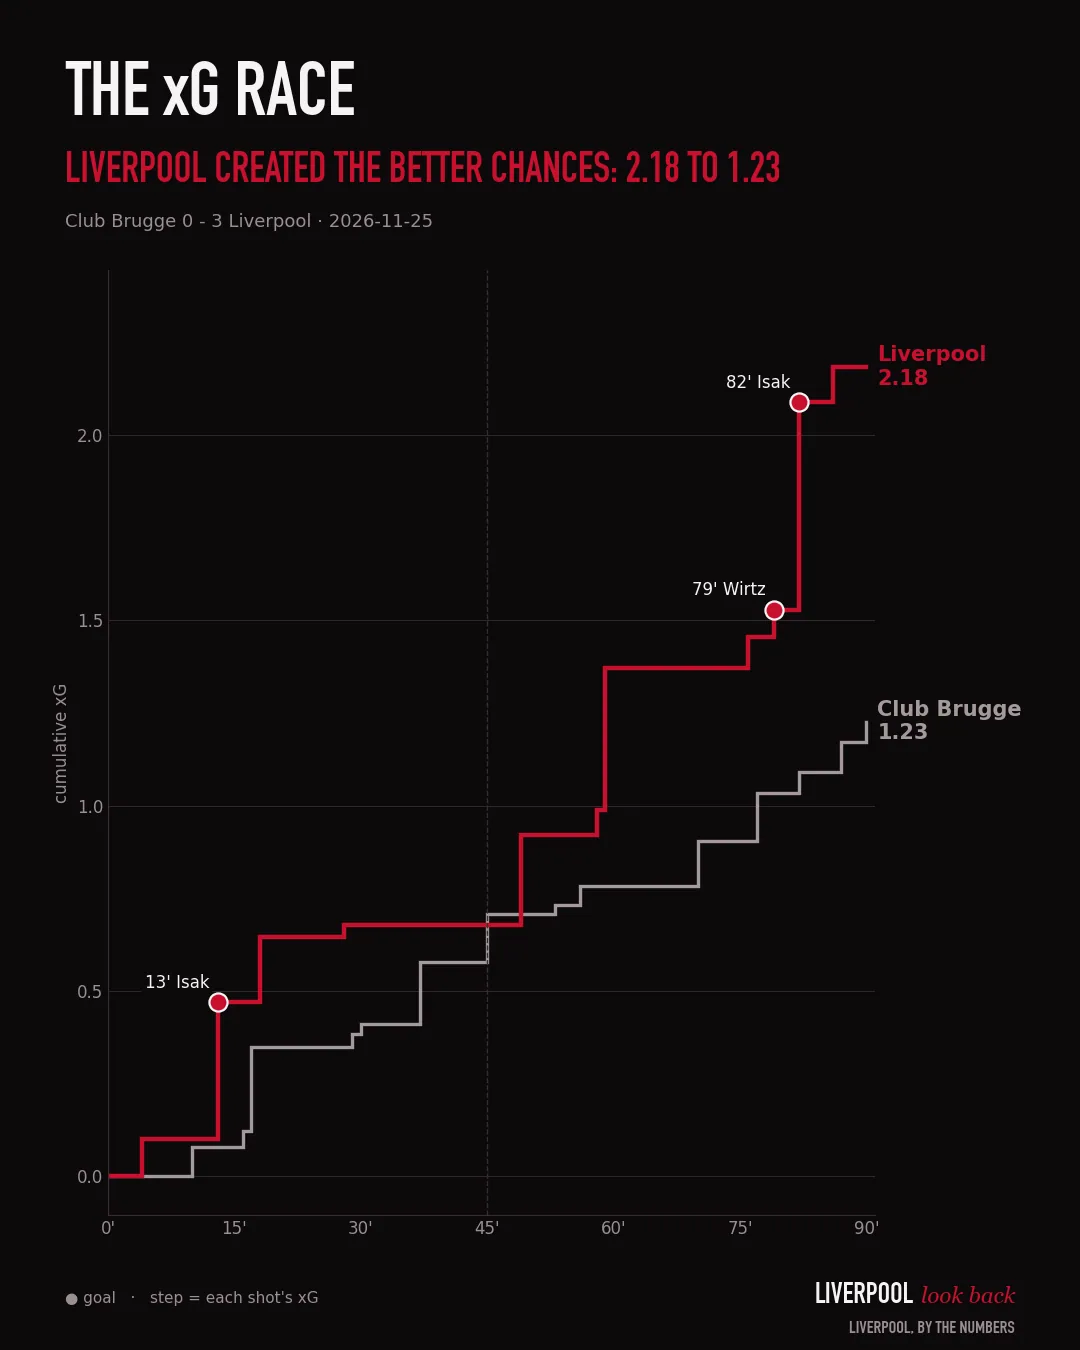 THE xG RACE
LIVERPOOL CREATED THE BETTER CHANCES: 2.18 TO 1.23
Club Brugge 0 - 3 Liverpool · 2026-11-25
Liverpool
2.18
82' Isak
2.0
79' Wirtz
1.5
Club Brugge
1.23
cumulative xG
1.0
13' Isak
0.5
0.0
0' 15' 30' 45' 60' 75' 90'
● goal · step = each shot's xG
LIVERPOOL look back
LIVERPOOL, BY THE NUMBERS